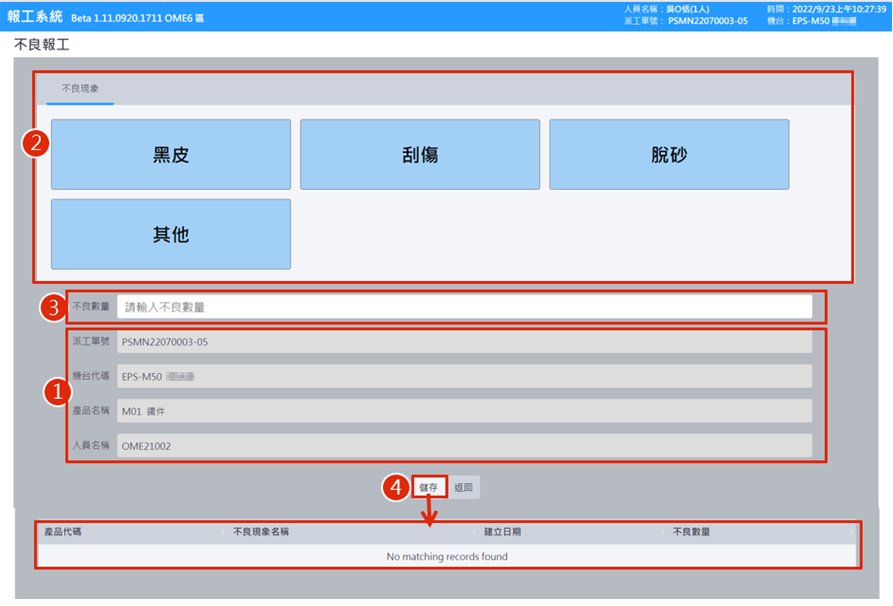 報工系統 Beta 1.11.0920.1711 OME6 區
人員名稱：吳O恬(1人) 時間：2022/9/23上午10:27:39
派工單號：PSMN22070003-05 機台：EPS-M50
不良報工
不良現象
2
黑皮 刮傷 脫砂
其他
3 不良數量 請輸入不良數量
派工單號 PSMN22070003-05
機台代碼 EPS-M50
1
產品名稱 M01 鐵件
人員名稱 OME21002
4 儲存 返回
產品代碼 不良現象名稱 建立日期 不良數量
No matching records found